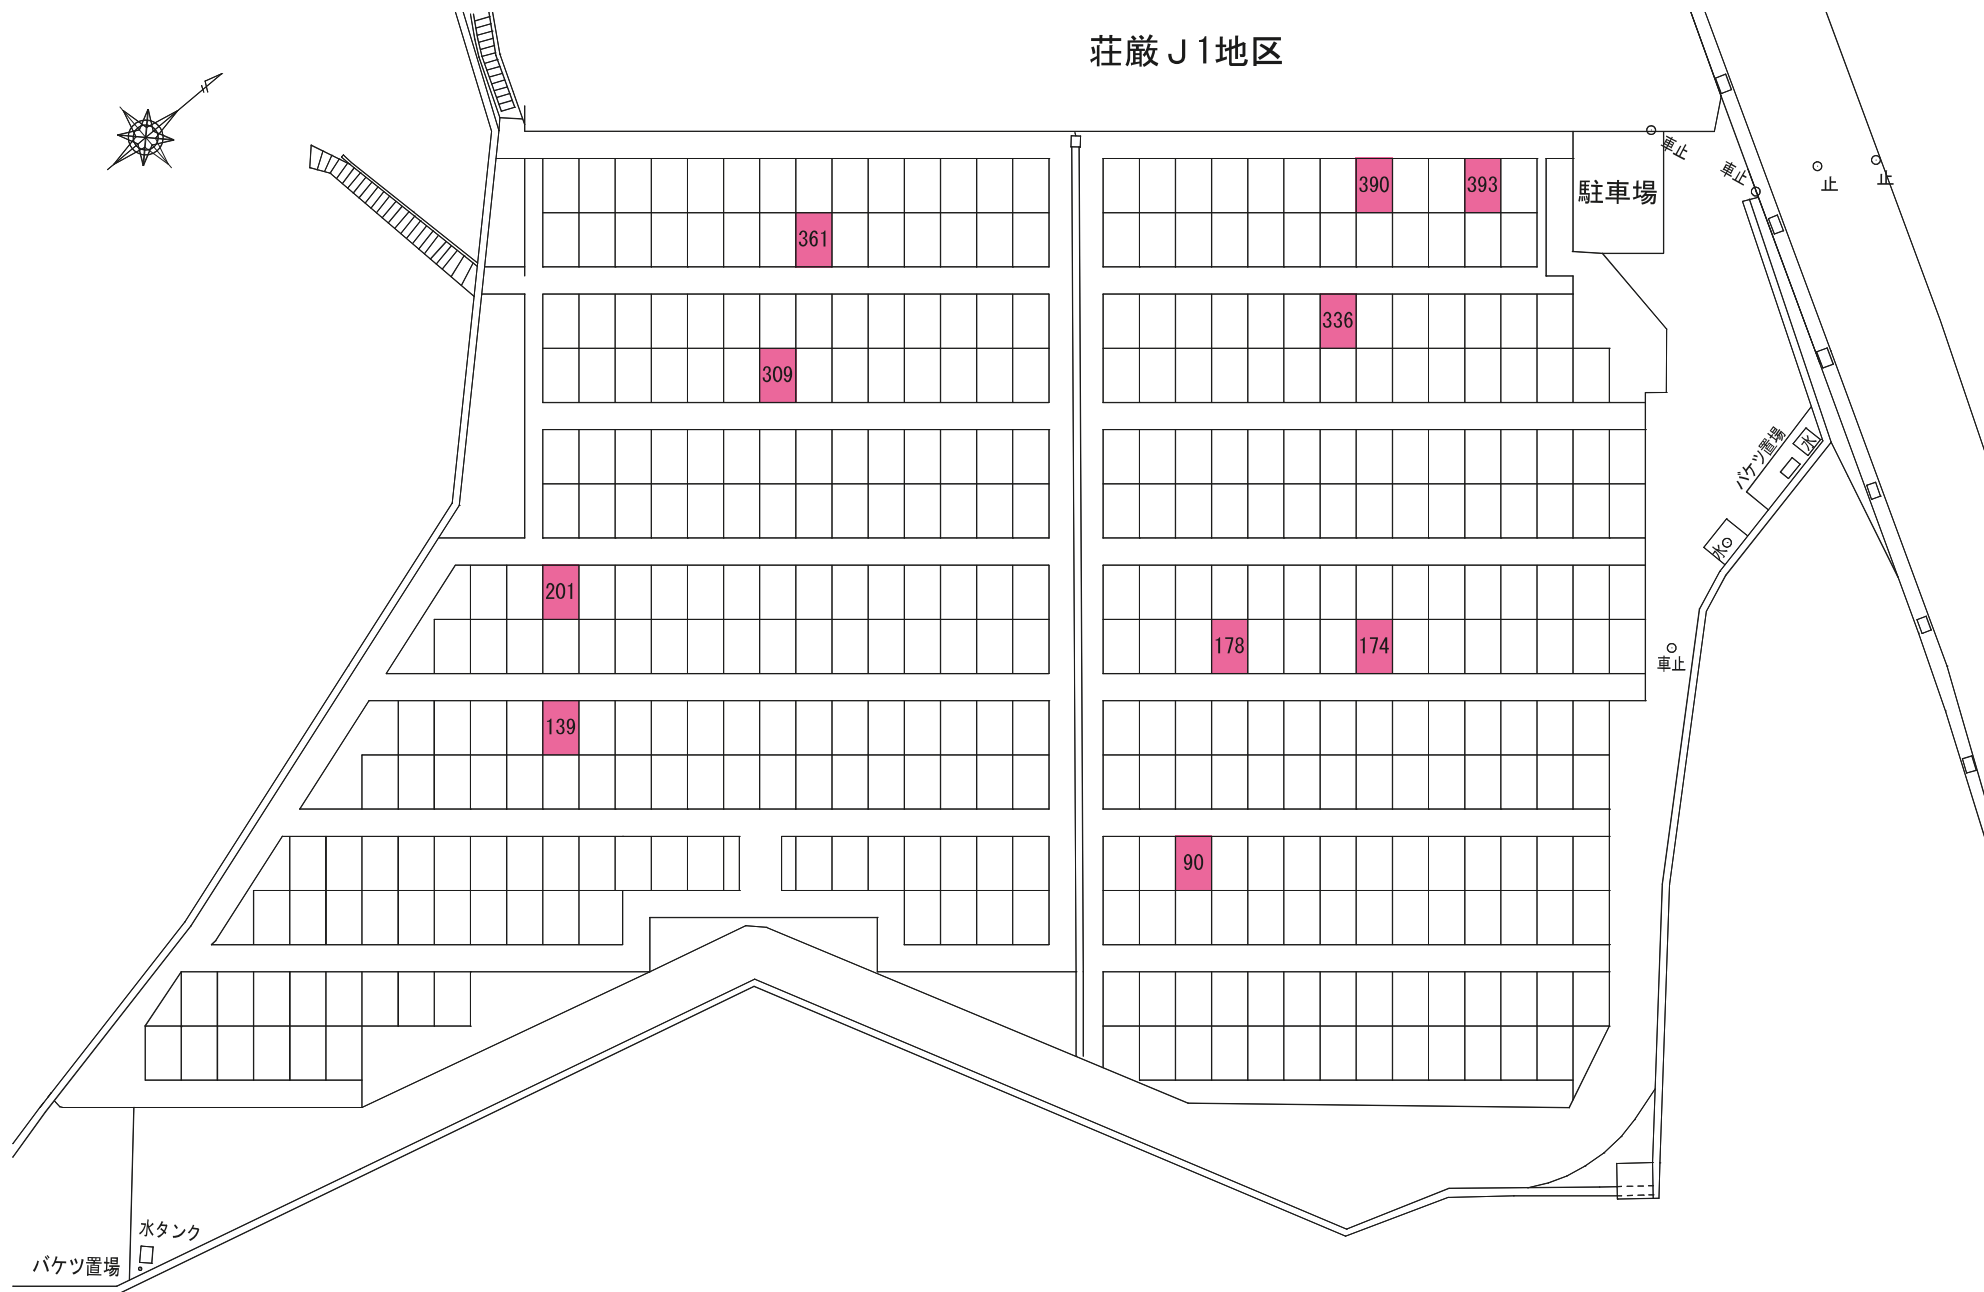 荘厳J1地区
車止
車止
止
止
390
393
駐車場
361
336
309
バケツ置場
水
水
201
178
174
車止
139
90
水タンク
バケツ置場